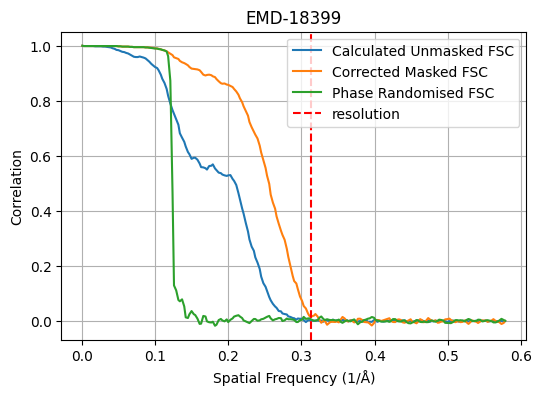 EMD-18399
Calculated Unmasked FSC
Corrected Masked FSC
Phase Randomised FSC
resolution
Correlation
1.0
0.8
0.6
0.4
0.2
0.0
0.0 0.1 0.2 0.3 0.4 0.5 0.6
Spatial Frequency (1/Å)